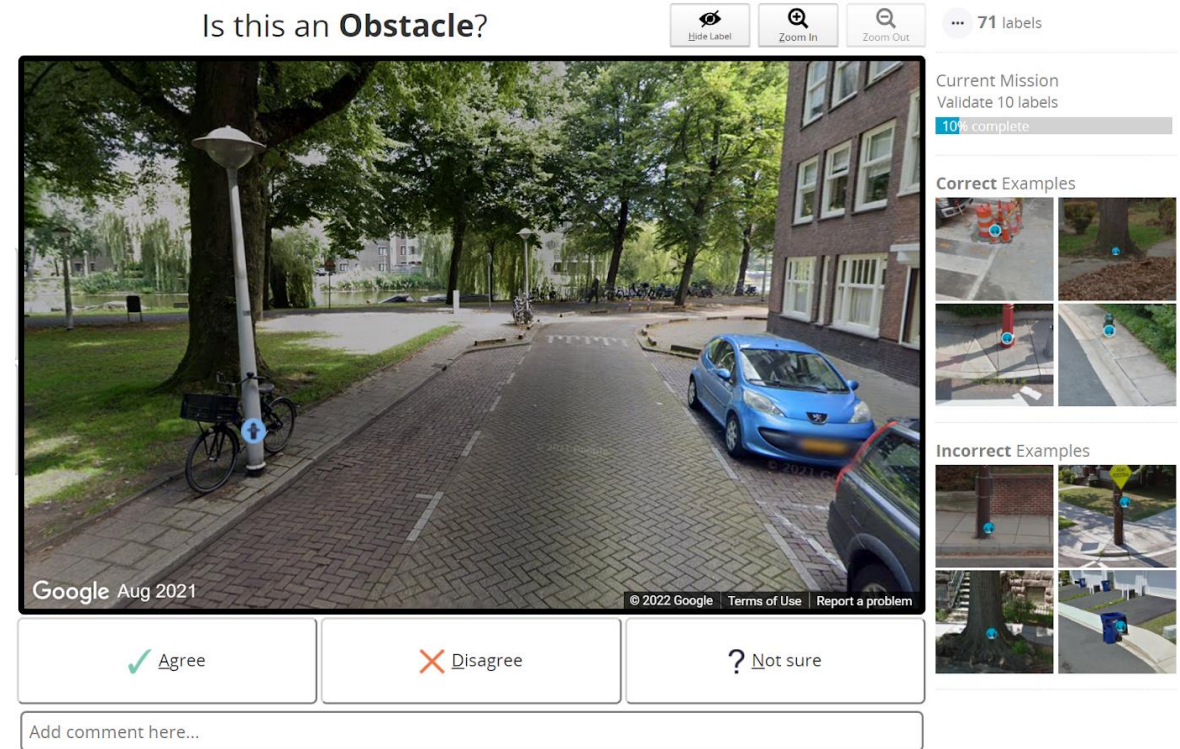 Is this an Obstacle?
Hide Label
Zoom In
Zoom Out
71 labels
Current Mission
Validate 10 labels
10% complete
Correct Examples
Incorrect Examples
© 2021 G
Google Aug 2021
© 2022 Google Terms of Use Report a problem
Agree
Disagree
Not sure
Add comment here...